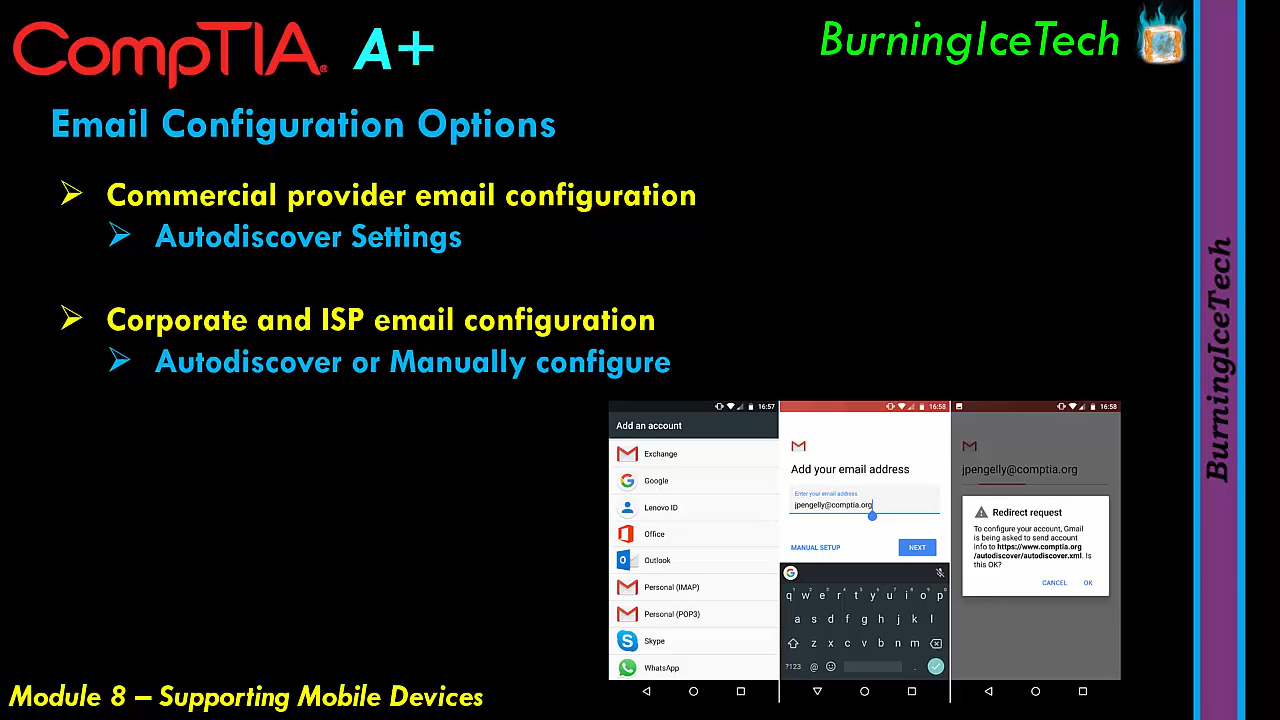 CompTIA® A+
BurningIceTech
Email Configuration Options
Commercial provider email configuration
Autodiscover Settings
Corporate and ISP email configuration
Autodiscover or Manually configure
BurningIceTech
16:57
Add an account
Exchange
Google
Lenovo ID
Office
Outlook
Personal (IMAP)
Personal (POP3)
Skype
WhatsApp
16:58
Add your email address
Enter your email address
jpengelly@comptia.org
MANUAL SETUP
NEXT
q w e r t y u i o p
a s d f g h j k l
z x c v b n m
?123 @ .
16:58
jpengelly@comptia.org
Redirect request
To configure your account, Gmail
is being asked to send account
info to https://www.comptia.org
/autodiscover/autodiscover.xml. Is
this OK?
CANCEL OK
Module 8 – Supporting Mobile Devices